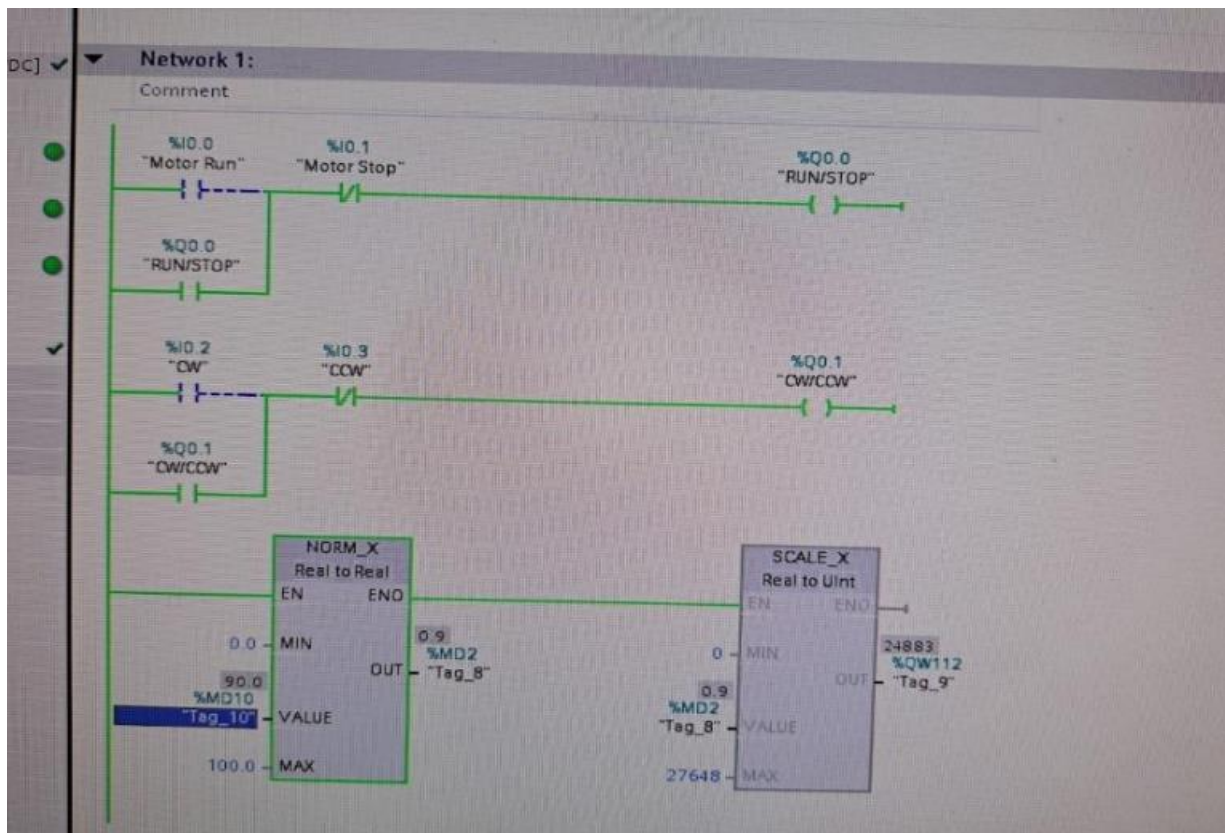 DC]
Network 1:
Comment
%I0.0
"Motor Run"
%I0.1
"Motor Stop"
%Q0.0
"RUN/STOP"
%Q0.0
"RUN/STOP"
%I0.2
"CW"
%I0.3
"CCW"
%Q0.1
"CW/CCW"
%Q0.1
"CW/CCW"
NORM_X
Real to Real
EN ENO
0.0 MIN
0.9
%MD2
OUT "Tag_8"
90.0
%MD10
"Tag_10" VALUE
100.0 MAX
SCALE_X
Real to UInt
EN ENO
0 MIN
24883
%QW112
OUT "Tag_9"
0.9
%MD2
"Tag_8" VALUE
27648 MAX